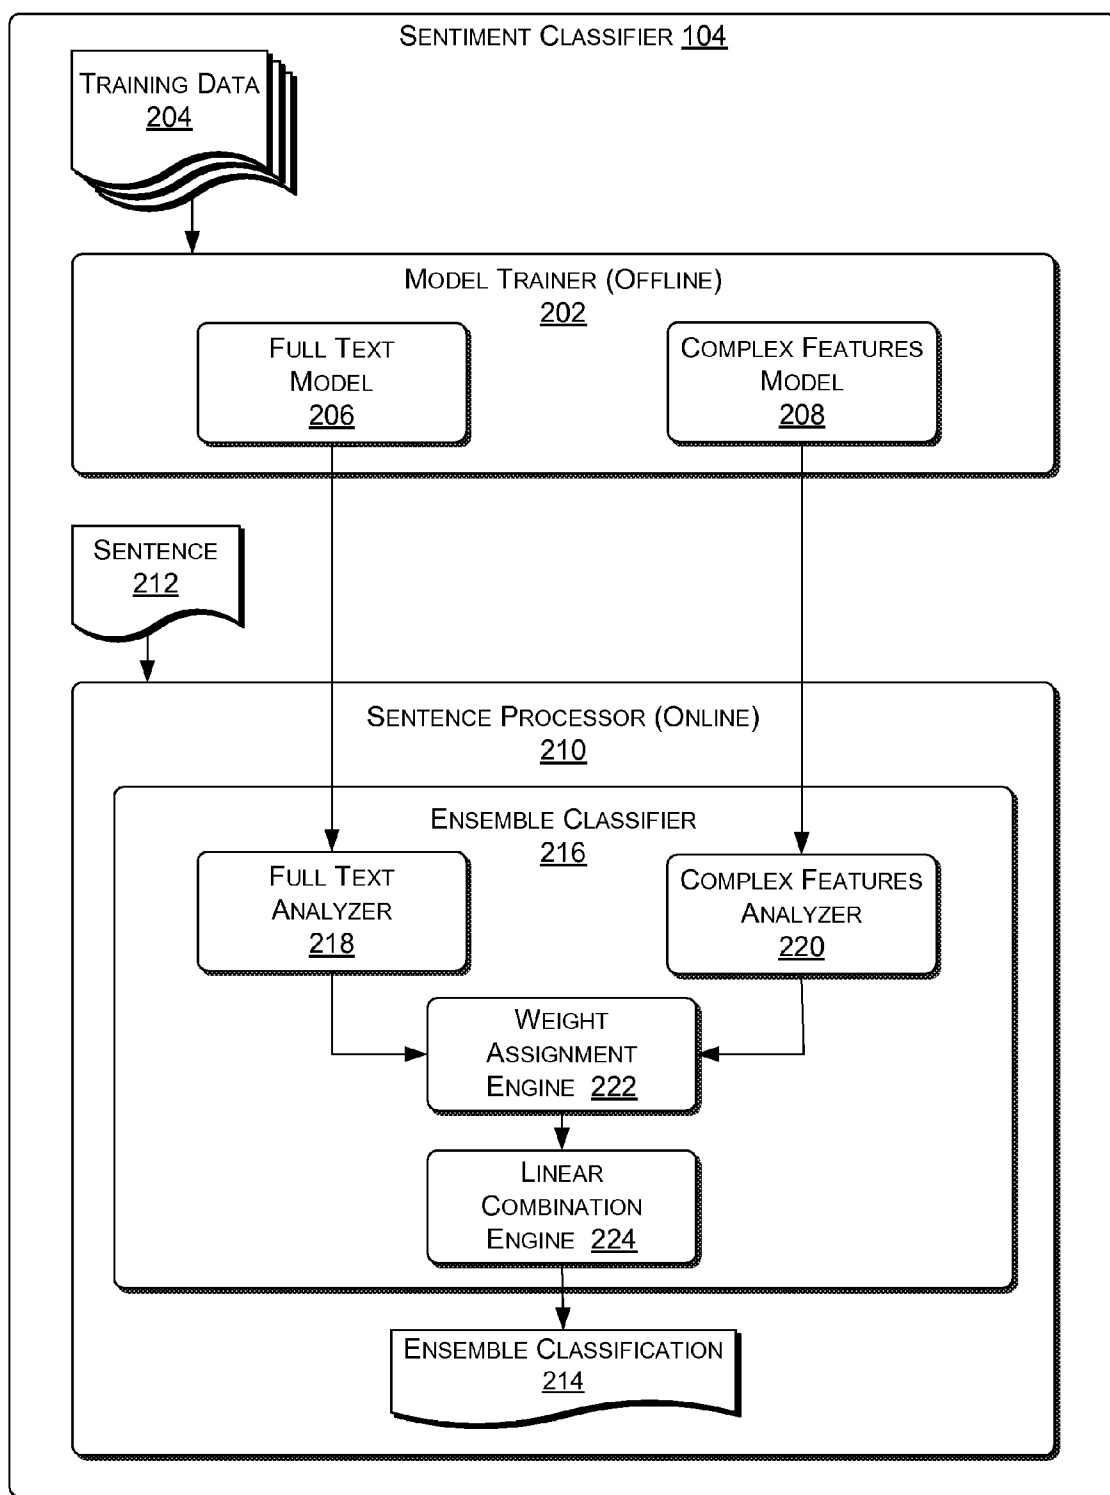 SENTIMENT CLASSIFIER 104
TRAINING DATA
204
MODEL TRAINER (OFFLINE)
202
FULL TEXT
MODEL
206
COMPLEX FEATURES
MODEL
208
SENTENCE
212
SENTENCE PROCESSOR (ONLINE)
210
ENSEMBLE CLASSIFIER
216
FULL TEXT
ANALYZER
218
COMPLEX FEATURES
ANALYZER
220
WEIGHT
ASSIGNMENT
ENGINE 222
LINEAR
COMBINATION
ENGINE 224
ENSEMBLE CLASSIFICATION
214